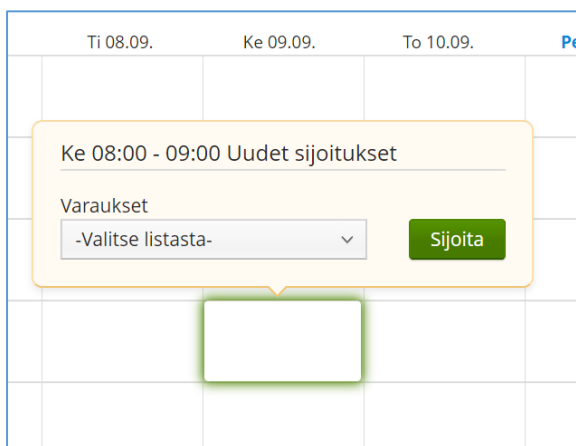 Ti 08.09. Ke 09.09. To 10.09. Pe
Ke 08:00 - 09:00 Uudet sijoitukset
Varaukset
-Valitse listasta- Sijoita